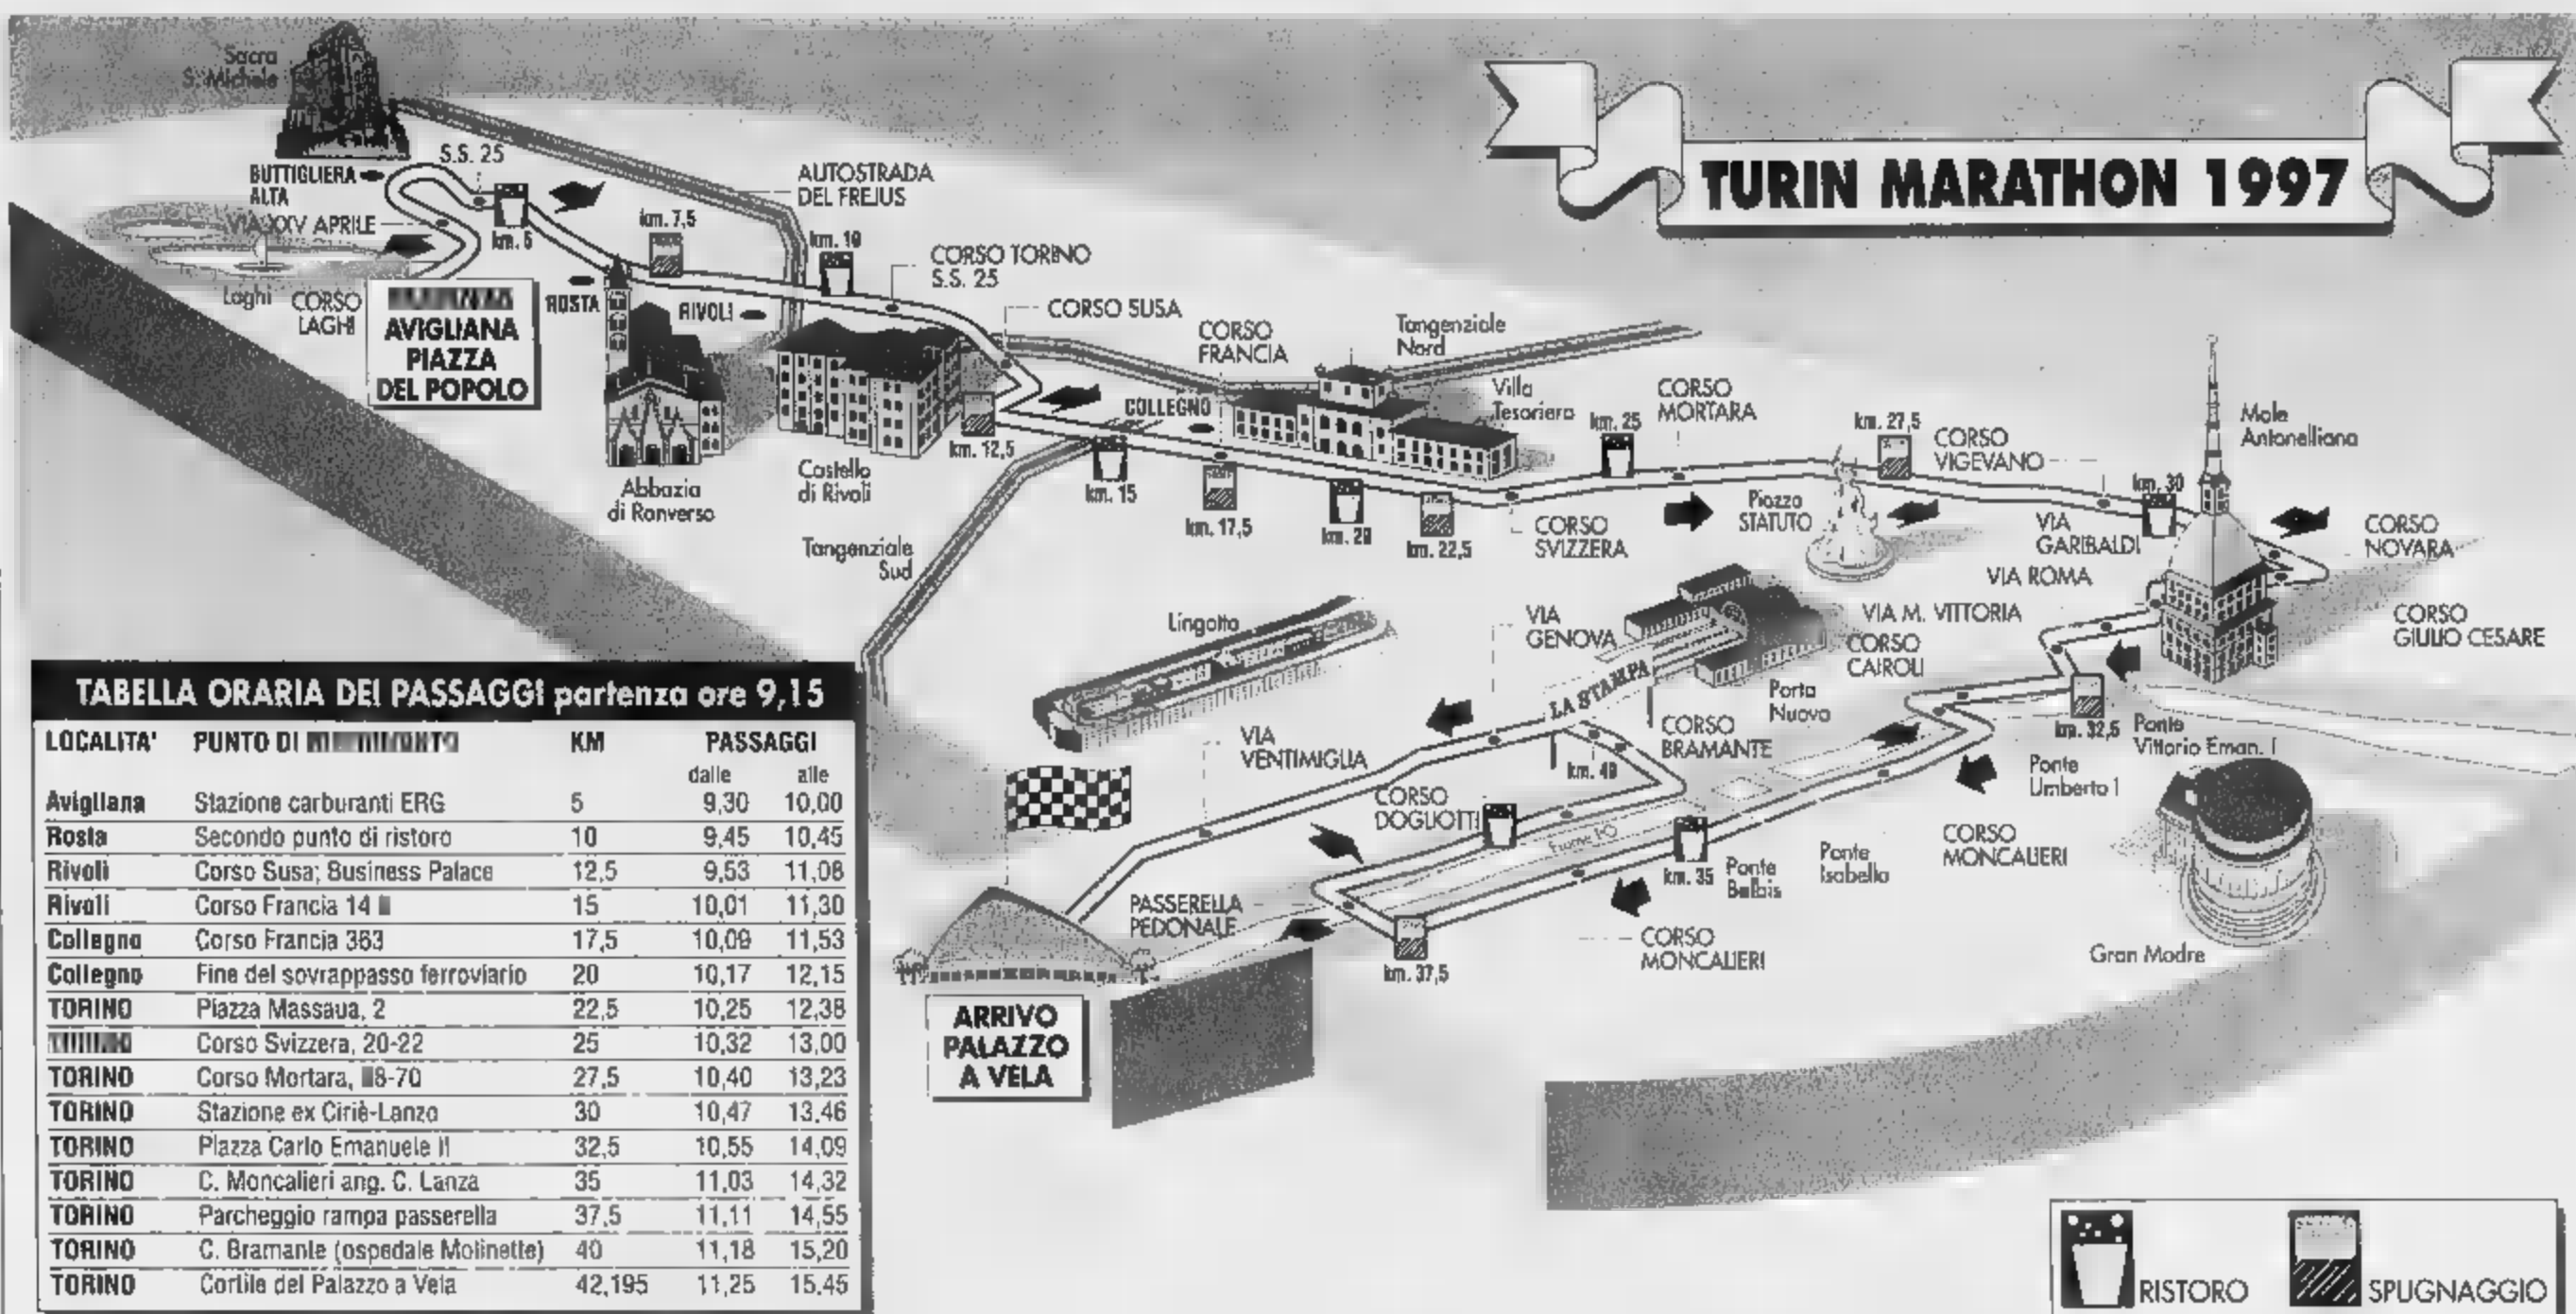 TURIN MARATHON 1997
Sacra
S. Michele
S.S. 25
BUTTIGLIERA
ALTA
VIA XXV APRILE
km. 5
AUTOSTRADA
DEL FREJUS
km. 7,5
km. 10
CORSO TORINO
S.S. 25
Laghi
CORSO
LAGHI
AVIGLIANA
PIAZZA
DEL POPOLO
ROSTA
RIVOLI
CORSO SUSA
CORSO
FRANCIA
Tangenziale
Nord
Villa
Tesoriera
CORSO
MORTARA
COLLEGNO
km. 12,5
Castello
di Rivoli
Abbazia
di Ranverso
km. 15
km. 17,5
km. 20
km. 22,5
km. 25
CORSO
SVIZZERA
Piazza
STATUTO
km. 27,5
CORSO
VIGEVANO
km. 30
Mole
Antonelliana
VIA
GARIBALDI
CORSO
NOVARA
VIA ROMA
CORSO
GIULIO CESARE
Tangenziale
Sud
Lingotto
VIA
GENOVA
VIA M. VITTORIA
CORSO
CAIROLI
LA STAMPA
Porta
Nuova
CORSO
BRAMANTE
km. 32,5
Ponte
Vittorio Eman. I
Ponte
Umberto I
VIA
VENTIMIGLIA
km. 40
CORSO
DOGLIOTTI
Fiume PO
km. 35
Ponte
Balbis
Ponte
Isabella
CORSO
MONCALIERI
PASSERELLA
PEDONALE
km. 37,5
CORSO
MONCALIERI
Gran Madre
ARRIVO
PALAZZO
A VELA
TABELLA ORARIA DEI PASSAGGI partenza ore 9,15
LOCALITA' PUNTO DI KM PASSAGGI
dalle alle
Avigliana Stazione carburanti ERG 5 9,30 10,00
Rosta Secondo punto di ristoro 10 9,45 10,45
Rivoli Corso Susa; Business Palace 12,5 9,53 11,08
Rivoli Corso Francia 14 15 10,01 11,30
Collegno Corso Francia 363 17,5 10,09 11,53
Collegno Fine del sovrappasso ferroviario 20 10,17 12,15
TORINO Piazza Massaua, 2 22,5 10,25 12,38
Corso Svizzera, 20-22 25 10,32 13,00
TORINO Corso Mortara, 27,5 10,40 13,23
TORINO Stazione ex Ciriè-Lanzo 30 10,47 13,46
TORINO Piazza Carlo Emanuele II 32,5 10,55 14,09
TORINO C. Moncalieri ang. C. Lanza 35 11,03 14,32
TORINO Parcheggio rampa passerella 37,5 11,11 14,55
TORINO C. Bramante (ospedale Molinette) 40 11,18 15,20
TORINO Cortile del Palazzo a Vela 42,195 11,25 15,45
RISTORO SPUGNAGGIO